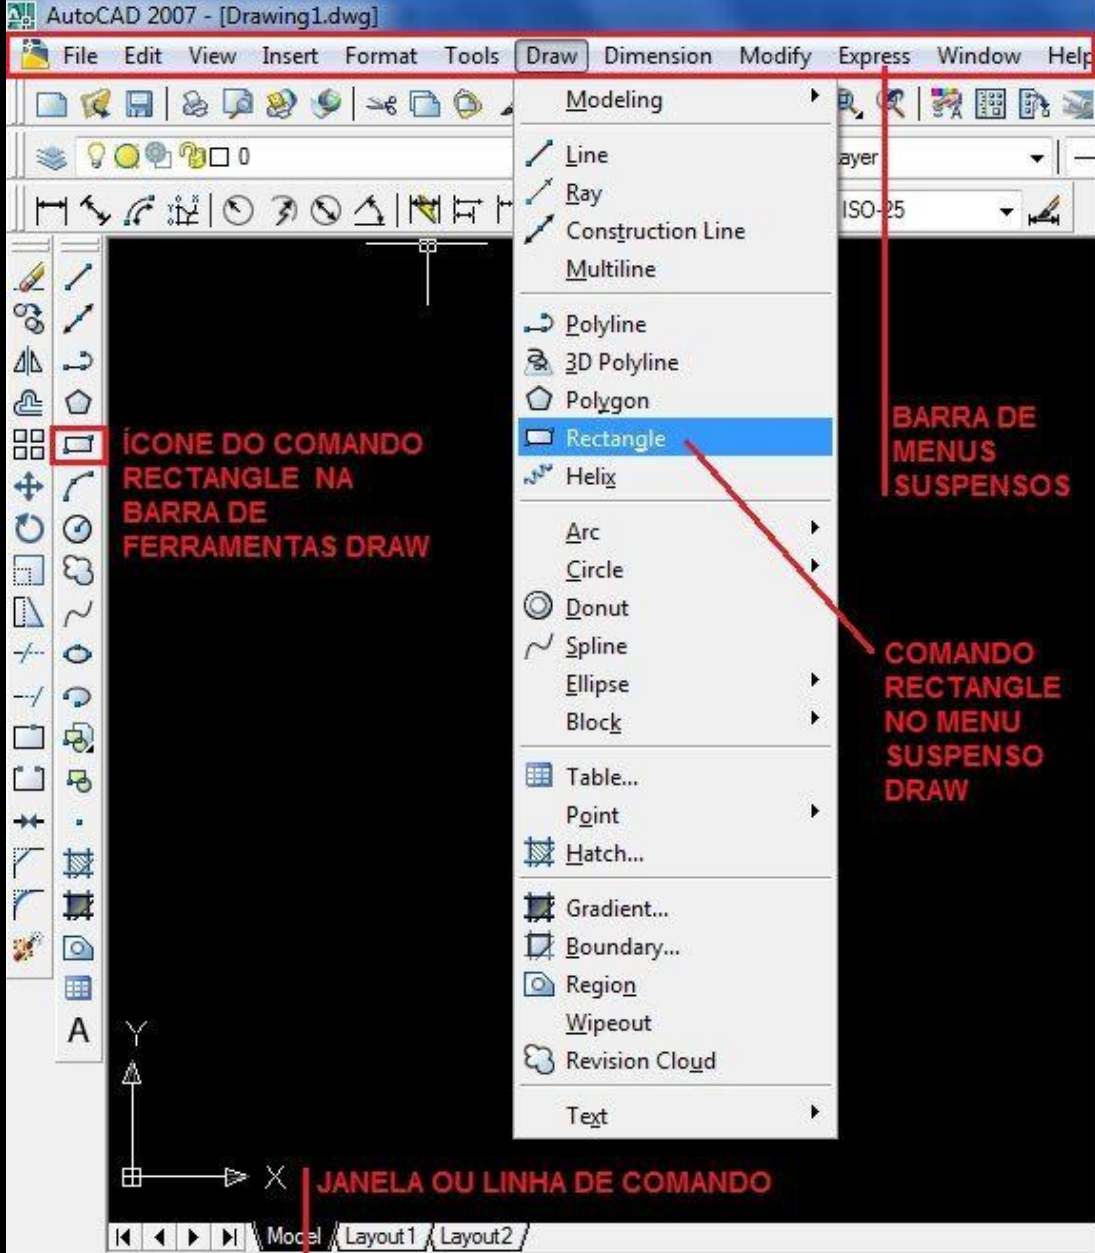 AutoCAD 2007 - [Drawing1.dwg]
File Edit View Insert Format Tools Draw Dimension Modify Express Window Help
0
ayer
ISO-25
Modeling
Line
Ray
Construction Line
Multiline
Polyline
3D Polyline
Polygon
Rectangle
Helix
Arc
Circle
Donut
Spline
Ellipse
Block
Table...
Point
Hatch...
Gradient...
Boundary...
Region
Wipeout
Revision Cloud
Text
ÍCONE DO COMANDO
RECTANGLE NA
BARRA DE
FERRAMENTAS DRAW
BARRA DE
MENUS
SUSPENSOS
COMANDO
RECTANGLE
NO MENU
SUSPENSO
DRAW
A
Y
X
JANELA OU LINHA DE COMANDO
Model Layout1 Layout2